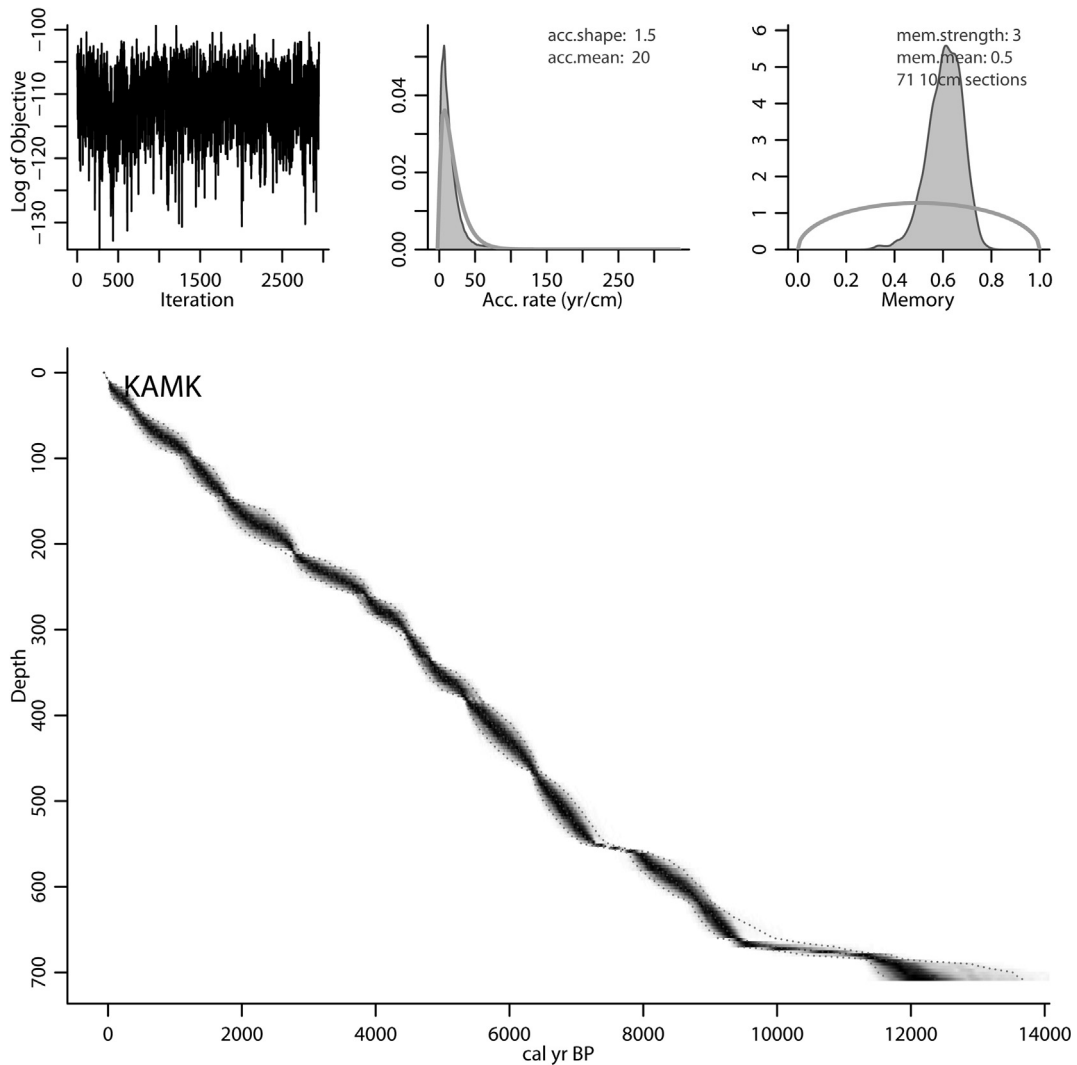 Log of Objective
−130 −120 −110 −100
0 500 1500 2500
Iteration
acc.shape: 1.5
acc.mean: 20
0.00 0.02 0.04
0 50 150 250
Acc. rate (yr/cm)
mem.strength: 3
mem.mean: 0.5
71 10cm sections
0 1 2 3 4 5 6
0.0 0.2 0.4 0.6 0.8 1.0
Memory
KAMK
Depth
0 100 200 300 400 500 600 700
0 2000 4000 6000 8000 10000 12000 14000
cal yr BP